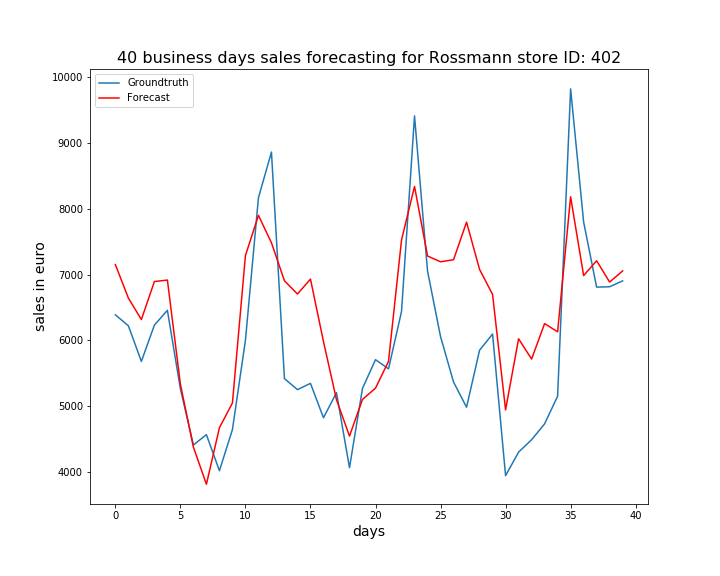 40 business days sales forecasting for Rossmann store ID: 402
Groundtruth
Forecast
10000
9000
8000
7000
6000
5000
4000
sales in euro
0 5 10 15 20 25 30 35 40
days